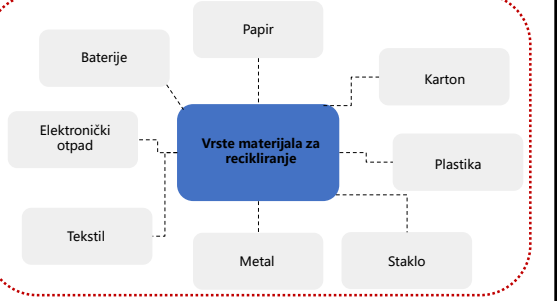 Papir
Baterije
Karton
Elektronički
otpad
Vrste materijala za
recikliranje
Plastika
Tekstil
Metal
Staklo